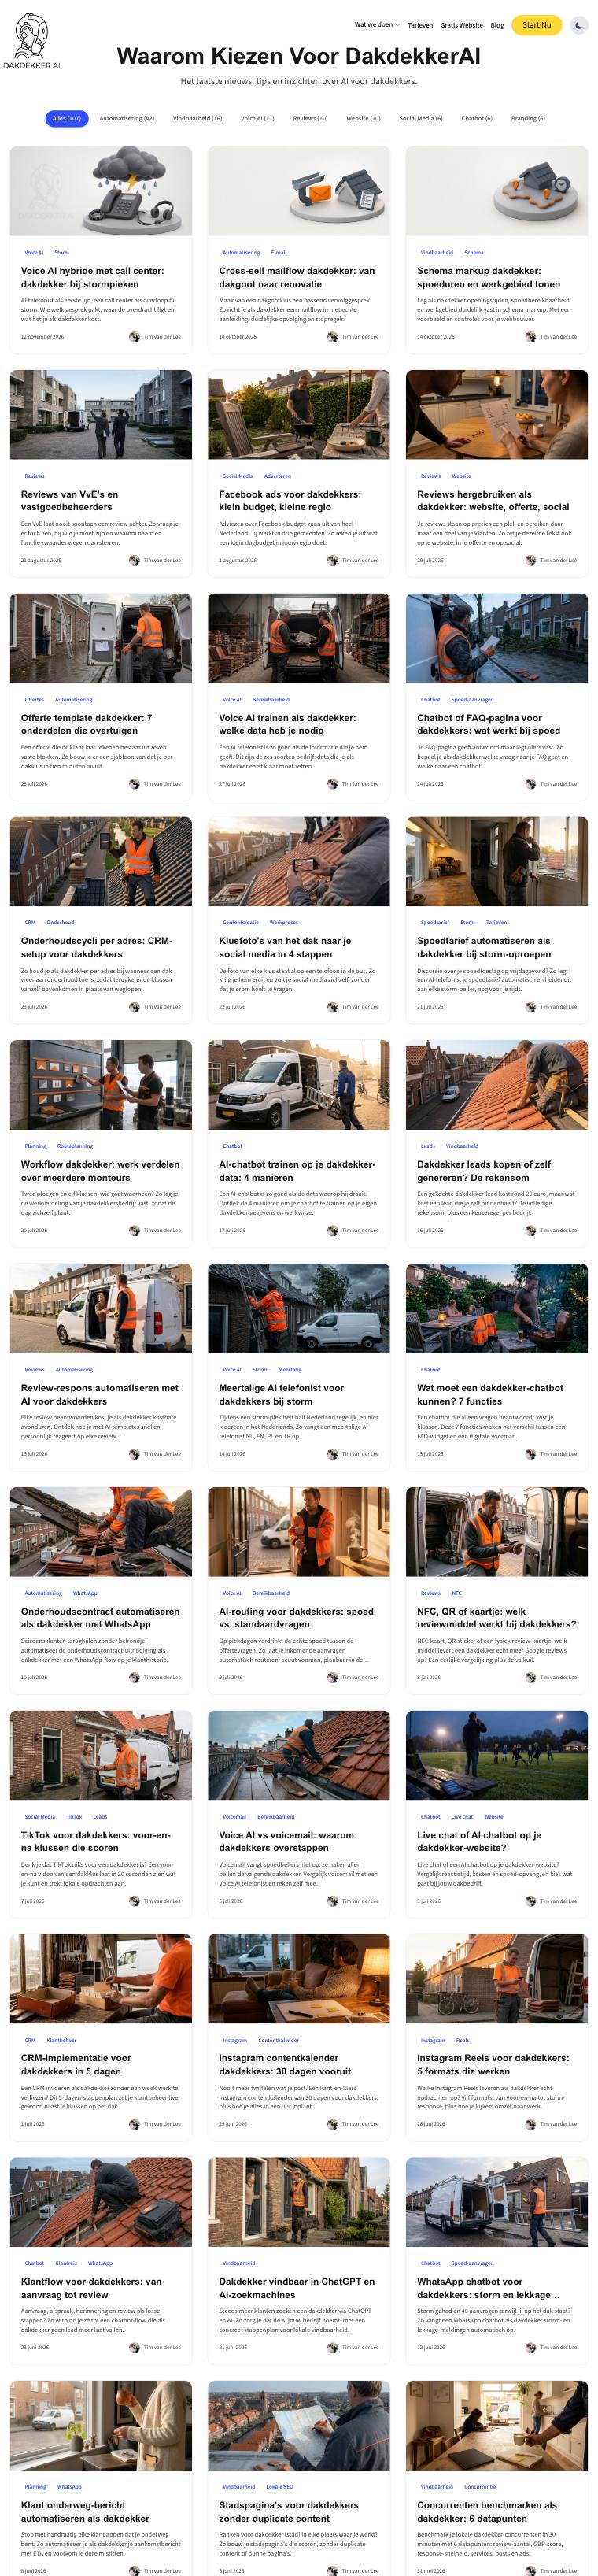 Wat we doen
Tarieven
Gratis Website
Blog
Start Nu
DAKDEKKER AI
Waarom Kiezen Voor DakdekkerAI
Het laatste nieuws, tips en inzichten over AI voor dakdekkers.
Alles (107)
Automatisering (42)
Vindbaarheid (16)
Voice AI (11)
Reviews (10)
Website (10)
Social Media (6)
Chatbot (6)
Branding (6)
Voice AI Storm
Voice AI hybride met call center:
dakdekker bij stormpieken
AI-telefonist als eerste lijn, een call center als overloop bij
storm. Wie welk gesprek pakt, waar de overdracht ligt en
wat het je als dakdekker kost.
12 november 2026 Tim van der Lee
Automatisering E-mail
Cross-sell mailflow dakdekker: van
dakgoot naar renovatie
Maak van een dakgootklus een passend vervolggesprek.
Zo richt je als dakdekker een mailflow in met echte
aanleiding, duidelijke opvolging en stopregels.
14 oktober 2026 Tim van der Lee
Vindbaarheid Schema
Schema markup dakdekker:
spoeduren en werkgebied tonen
Leg als dakdekker openingstijden, spoedbereikbaarheid
en werkgebied duidelijk vast in schema markup. Met een
voorbeeld en controles voor je webbouwer.
14 oktober 2026 Tim van der Lee
Reviews
Reviews van VvE's en
vastgoedbeheerders
Een VvE laat nooit spontaan een review achter. Zo vraag je
er toch een, bij wie je moet zijn en waarom naam en
functie zwaarder wegen dan sterren.
21 augustus 2026 Tim van der Lee
Social Media Adverteren
Facebook ads voor dakdekkers:
klein budget, kleine regio
Adviezen over Facebook-budget gaan uit van heel
Nederland. Jij werkt in drie gemeenten. Zo reken je uit wat
een klein dagbudget in jouw regio doet.
1 augustus 2026 Tim van der Lee
Reviews Website
Reviews hergebruiken als
dakdekker: website, offerte, social
Je reviews staan op precies een plek en bereiken daar
maar een deel van je klanten. Zo zet je dezelfde tekst ook
op je website, in je offerte en op social.
29 juli 2026 Tim van der Lee
Offertes Automatisering
Offerte template dakdekker: 7
onderdelen die overtuigen
Een offerte die de klant laat tekenen bestaat uit zeven
vaste blokken. Zo bouw je er een sjabloon van dat je per
dakklus in tien minuten invult.
28 juli 2026 Tim van der Lee
Voice AI Bereikbaarheid
Voice AI trainen als dakdekker:
welke data heb je nodig
Een AI telefonist is zo goed als de informatie die je hem
geeft. Dit zijn de zes soorten bedrijfsdata die je als
dakdekker eerst klaar moet zetten.
27 juli 2026 Tim van der Lee
Chatbot Spoed-aanvragen
Chatbot of FAQ-pagina voor
dakdekkers: wat werkt bij spoed
Je FAQ-pagina geeft antwoord maar legt niets vast. Zo
bepaal je als dakdekker welke vraag naar je FAQ gaat en
welke naar een chatbot.
24 juli 2026 Tim van der Lee
CRM Onderhoud
Onderhoudscycli per adres: CRM-
setup voor dakdekkers
Zo houd je als dakdekker per adres bij wanneer een dak
weer aan onderhoud toe is, zodat terugkerende klussen
vanzelf bovenkomen in plaats van weglopen.
23 juli 2026 Tim van der Lee
Contentcreatie Werkproces
Klusfoto's van het dak naar je
social media in 4 stappen
De foto van elke klus staat al op een telefoon in de bus. Zo
krijg je hem eruit en vult je social media zichzelf, zonder
dat je erom hoeft te vragen.
22 juli 2026 Tim van der Lee
Spoedtarief Storm Tarieven
Spoedtarief automatiseren als
dakdekker bij storm-oproepen
Discussie over je spoedtoeslag op vrijdagavond? Zo legt
een AI-telefonist je spoedtarief automatisch en helder uit
aan elke storm-beller, nog voor je rijdt.
21 juli 2026 Tim van der Lee
Planning Routeplanning
Workflow dakdekker: werk verdelen
over meerdere monteurs
Twee ploegen en elf klussen: wie gaat waarheen? Zo leg je
de werkverdeling van je dakdekkersbedrijf vast, zodat de
dag zichzelf plant.
20 juli 2026 Tim van der Lee
Chatbot
AI-chatbot trainen op je dakdekker-
data: 4 manieren
Een AI-chatbot is zo goed als de data waarop hij draait.
Ontdek de 4 manieren om je chatbot te trainen op je eigen
dakdekker-gegevens en werkwijze.
17 juli 2026 Tim van der Lee
Leads Vindbaarheid
Dakdekker leads kopen of zelf
genereren? De rekensom
Een gekochte dakdekker-lead kost rond 20 euro, maar wat
kost een lead die je zelf binnenhaalt? De volledige
rekensom, plus een keuzeregel per bedrijf.
16 juli 2026 Tim van der Lee
Reviews Automatisering
Review-respons automatiseren met
AI voor dakdekkers
Elke review beantwoorden kost je als dakdekker kostbare
avonduren. Ontdek hoe je met AI-templates snel en
persoonlijk reageert op elke review.
15 juli 2026 Tim van der Lee
Voice AI Storm Meertalig
Meertalige AI telefonist voor
dakdekkers bij storm
Tijdens een storm-piek belt half Nederland tegelijk, en niet
iedereen in het Nederlands. Zo vangt een meertalige AI
telefonist NL, EN, PL en TR op.
14 juli 2026 Tim van der Lee
Chatbot
Wat moet een dakdekker-chatbot
kunnen? 7 functies
Een chatbot die alleen vragen beantwoordt kost je
klussen. Deze 7 functies maken het verschil tussen een
FAQ-widget en een digitale voorman.
13 juli 2026 Tim van der Lee
Automatisering WhatsApp
Onderhoudscontract automatiseren
als dakdekker met WhatsApp
Seizoensklanten terughalen zonder belrondje:
automatiseer de onderhoudscontract-uitnodiging als
dakdekker met een WhatsApp-flow op je klanthistorie.
10 juli 2026 Tim van der Lee
Voice AI Bereikbaarheid
AI-routing voor dakdekkers: spoed
vs. standaardvragen
Op piekdagen verdrinkt de echte spoed tussen de
offertevragen. Zo laat je inkomende aanvragen
automatisch routeren: acuut vooraan, planbaar in de...
9 juli 2026 Tim van der Lee
Reviews NFC
NFC, QR of kaartje: welk
reviewmiddel werkt bij dakdekkers?
NFC-kaart, QR-sticker of een fysiek review-kaartje: welk
middel levert een dakdekker echt meer Google reviews
op? Een eerlijke vergelijking plus de valkuil.
8 juli 2026 Tim van der Lee
Social Media TikTok Leads
TikTok voor dakdekkers: voor-en-
na klussen die scoren
Denk je dat TikTok niks voor een dakdekker is? Een voor-
en-na video van een dakklus laat in 20 seconden zien wat
je kunt en trekt lokale opdrachten aan.
7 juli 2026 Tim van der Lee
Voicemail Bereikbaarheid
Voice AI vs voicemail: waarom
dakdekkers overstappen
Voicemail vangt spoedbellers niet op: ze haken af en
bellen de volgende dakdekker. Vergelijk voicemail met een
Voice AI telefonist en reken zelf mee.
6 juli 2026 Tim van der Lee
Chatbot Live chat Website
Live chat of AI chatbot op je
dakdekker-website?
Live chat of een AI chatbot op je dakdekker-website?
Vergelijk reactietijd, kosten en spoed-opvang, en kies wat
past bij jouw dakbedrijf.
3 juli 2026 Tim van der Lee
CRM Klantbeheer
CRM-implementatie voor
dakdekkers in 5 dagen
Een CRM invoeren als dakdekker zonder een week werk te
verliezen? Dit 5-dagen-stappenplan zet je klantbeheer live,
gewoon naast je klussen op het dak.
1 juli 2026 Tim van der Lee
Instagram Contentkalender
Instagram contentkalender
dakdekkers: 30 dagen vooruit
Nooit meer twijfelen wat je post. Een kant-en-klare
Instagram contentkalender van 30 dagen voor dakdekkers,
plus hoe je alles in een uur inplant.
29 juni 2026 Tim van der Lee
Instagram Reels
Instagram Reels voor dakdekkers:
5 formats die werken
Welke Instagram Reels leveren als dakdekker echt
opdrachten op? Vijf formats, van voor-en-na tot storm-
response, plus hoe je kijkers omzet naar werk.
28 juni 2026 Tim van der Lee
Chatbot Klantreis WhatsApp
Klantflow voor dakdekkers: van
aanvraag tot review
Aanvraag, afspraak, herinnering en review als losse
stappen? Zo verbind je ze tot een chatbot-flow die als
dakdekker geen lead meer laat vallen.
23 juni 2026 Tim van der Lee
Vindbaarheid
Dakdekker vindbaar in ChatGPT en
AI-zoekmachines
Steeds meer klanten zoeken een dakdekker via ChatGPT
en AI. Zo zorg je dat de AI jouw bedrijf noemt, met een
concreet stappenplan voor lokale vindbaarheid.
21 juni 2026 Tim van der Lee
Chatbot Spoed-aanvragen
WhatsApp chatbot voor
dakdekkers: storm en lekkage...
Storm gehad en 40 aanvragen terwijl jij op het dak staat?
Zo vangt een WhatsApp chatbot als dakdekker storm- en
lekkage-meldingen automatisch op.
12 juni 2026 Tim van der Lee
Planning WhatsApp
Klant onderweg-bericht
automatiseren als dakdekker
Stop met handmatig elke klant appen dat je onderweg
bent. Zo automatiseer je als dakdekker je aankomstbericht
met ETA en voorkom je dure misritten.
8 juni 2026 Tim van der Lee
Vindbaarheid Lokale SEO
Stadspagina's voor dakdekkers
zonder duplicate content
Ranken voor dakdekker [stad] in elke plaats waar je werkt?
Zo bouw je stadspagina's die scoren, zonder duplicate
content of dunne pagina's.
6 juni 2026 Tim van der Lee
Vindbaarheid Concurrentie
Concurrenten benchmarken als
dakdekker: 6 datapunten
Benchmark je lokale dakdekker-concurrenten in 30
minuten met 6 datapunten: review-aantal, GBP-score,
response-snelheid, services, posts en ads.
31 mei 2026 Tim van der Lee